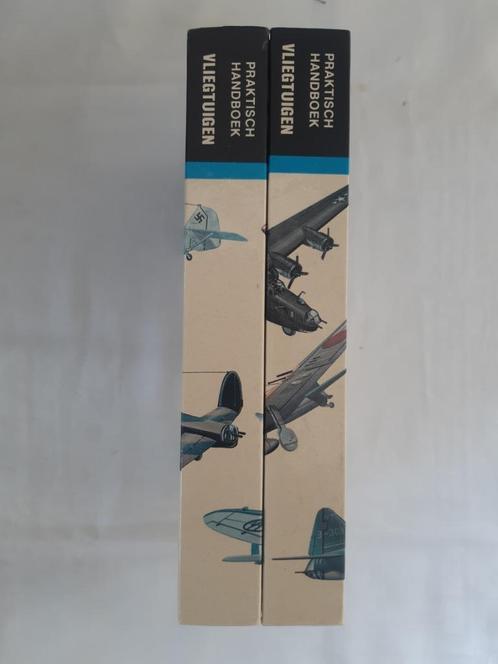 PRAKTISCH
HANDBOEK
VLIEGTUIGEN
PRAKTISCH
HANDBOEK
VLIEGTUIGEN